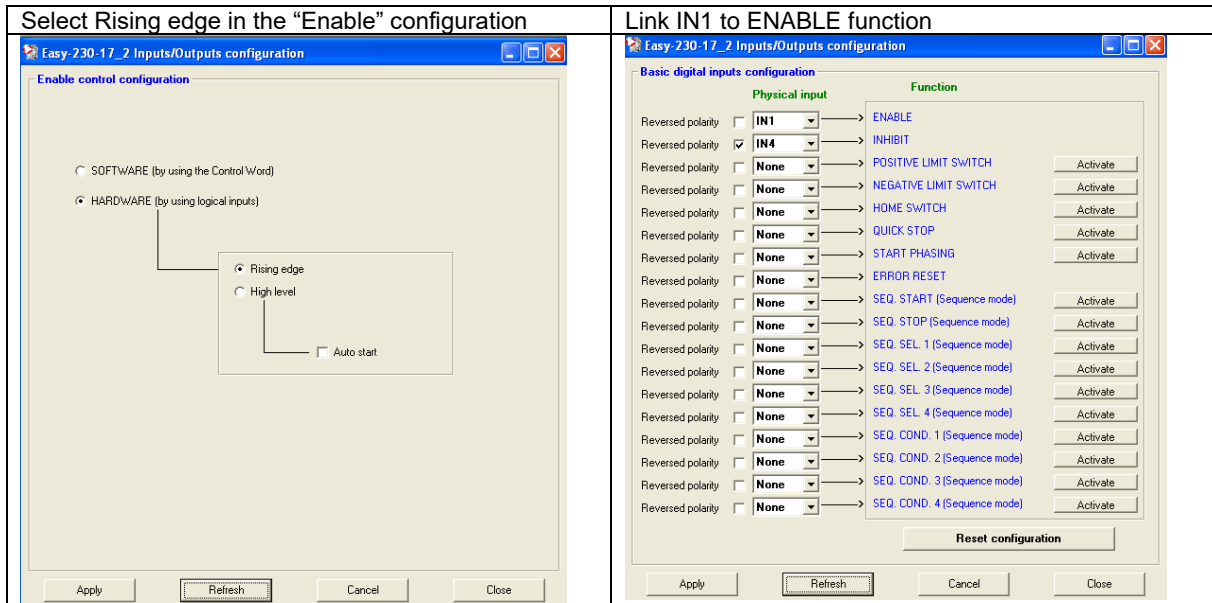 Select Rising edge in the “Enable” configuration
Easy-230-17_2 Inputs/Outputs configuration
Enable control configuration
SOFTWARE (by using the Control Word)
HARDWARE (by using logical inputs)
Rising edge
High level
Auto start
Apply Refresh Cancel Close
Link IN1 to ENABLE function
Easy-230-17_2 Inputs/Outputs configuration
Basic digital inputs configuration
Physical input Function
Reversed polarity IN1 ENABLE
Reversed polarity IN4 INHIBIT
Reversed polarity None POSITIVE LIMIT SWITCH Activate
Reversed polarity None NEGATIVE LIMIT SWITCH Activate
Reversed polarity None HOME SWITCH Activate
Reversed polarity None QUICK STOP Activate
Reversed polarity None START PHASING Activate
Reversed polarity None ERROR RESET
Reversed polarity None SEQ. START (Sequence mode) Activate
Reversed polarity None SEQ. STOP (Sequence mode) Activate
Reversed polarity None SEQ. SEL. 1 (Sequence mode) Activate
Reversed polarity None SEQ. SEL. 2 (Sequence mode) Activate
Reversed polarity None SEQ. SEL. 3 (Sequence mode) Activate
Reversed polarity None SEQ. SEL. 4 (Sequence mode) Activate
Reversed polarity None SEQ. COND. 1 (Sequence mode) Activate
Reversed polarity None SEQ. COND. 2 (Sequence mode) Activate
Reversed polarity None SEQ. COND. 3 (Sequence mode) Activate
Reversed polarity None SEQ. COND. 4 (Sequence mode) Activate
Reset configuration
Apply Refresh Cancel Close